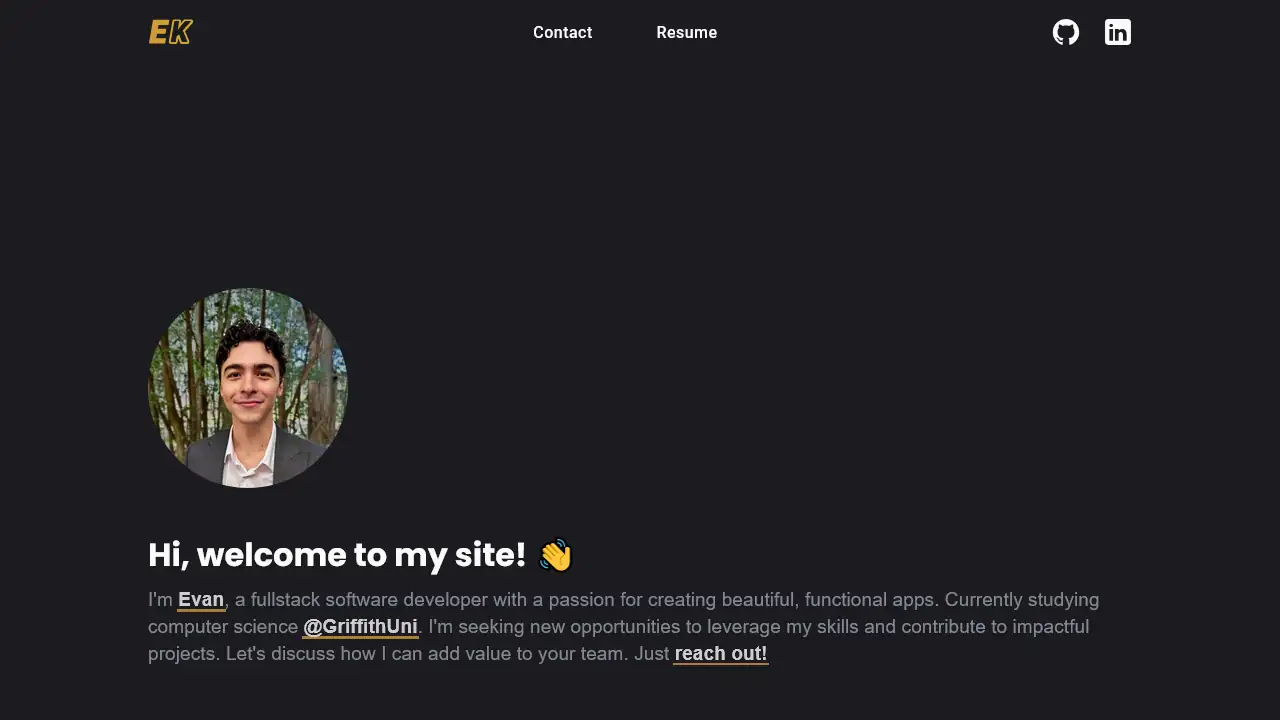 EK
Contact
Resume
in
Hi, welcome to my site! 👋
I'm Evan, a fullstack software developer with a passion for creating beautiful, functional apps. Currently studying
computer science @GriffithUni. I'm seeking new opportunities to leverage my skills and contribute to impactful
projects. Let's discuss how I can add value to your team. Just reach out!